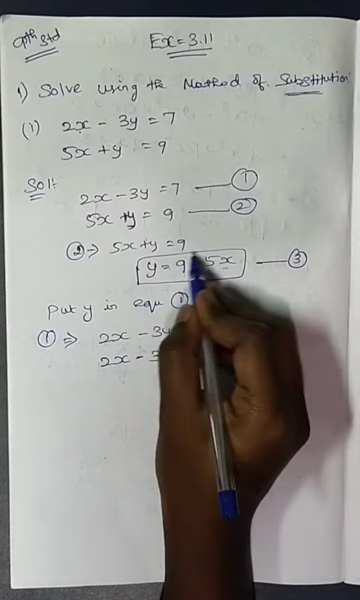 9th Std
Ex = 3.11
1) Solve using the Method of Substitution
(i) 2x - 3y = 7
5x + y = 9
Sol:
2x - 3y = 7 —— ①
5x + y = 9 —— ②
② => 5x + y = 9
y = 9 - 5x —— ③
Put y in equ ①
① => 2x - 3y
2x - 3